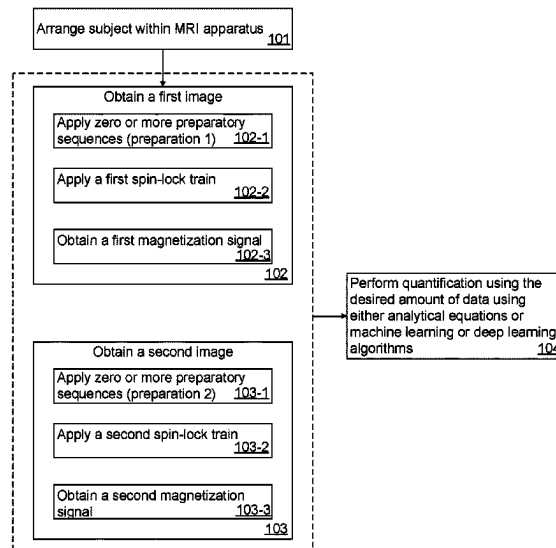 Arrange subject within MRI apparatus
101
Obtain a first image
Apply zero or more preparatory
sequences (preparation 1)
102-1
Apply a first spin-lock train
102-2
Obtain a first magnetization signal
102-3
102
Obtain a second image
Apply zero or more preparatory
sequences (preparation 2)
103-1
Apply a second spin-lock train
103-2
Obtain a second magnetization
signal
103-3
103
Perform quantification using the
desired amount of data using
either analytical equations or
machine learning or deep learning
algorithms
104